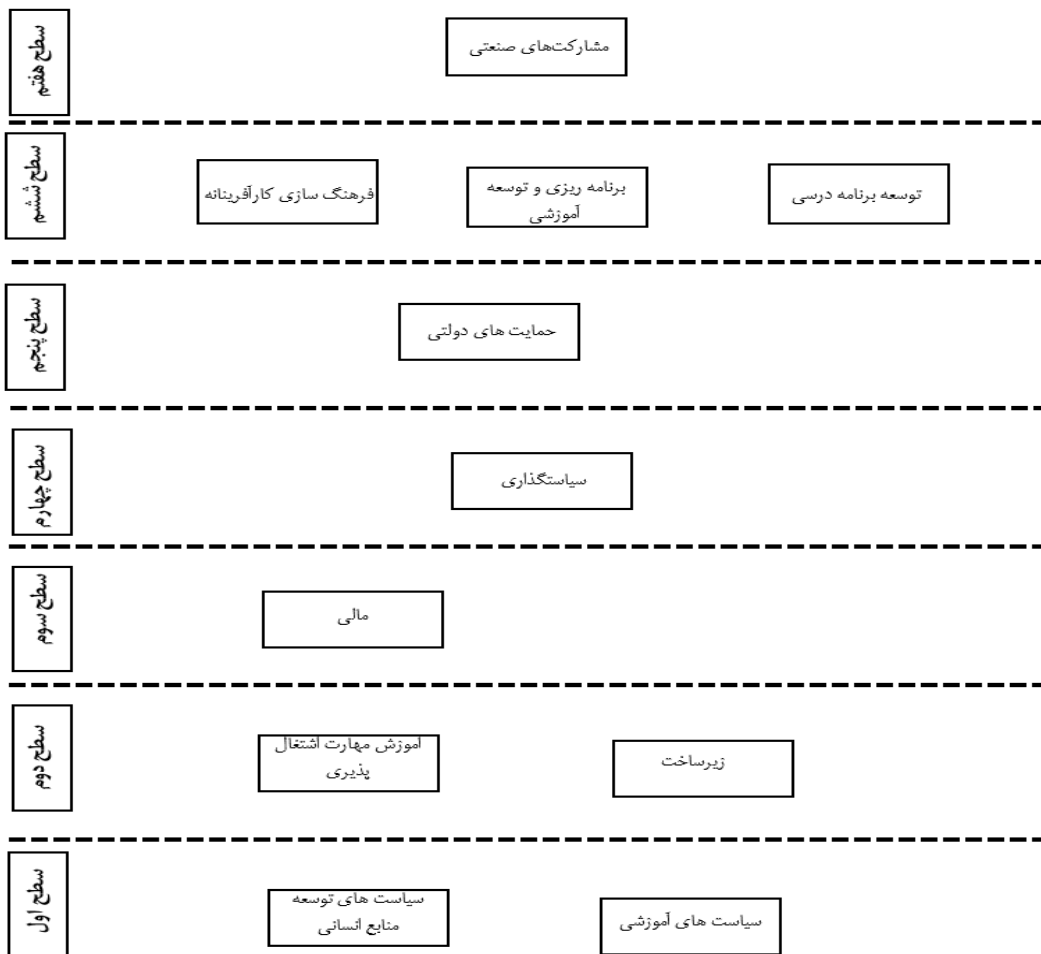 سطح هفتم
مشارکت‌های صنعتی
سطح ششم
توسعه برنامه درسی
برنامه ریزی و توسعه
آموزشی
فرهنگ سازی کارآفرینانه
سطح پنجم
حمایت های دولتی
سطح چهارم
سیاستگذاری
سطح سوم
مالی
سطح دوم
زیرساخت
آموزش مهارت اشتغال
پذیری
سطح اول
سیاست های آموزشی
سیاست های توسعه
منابع انسانی